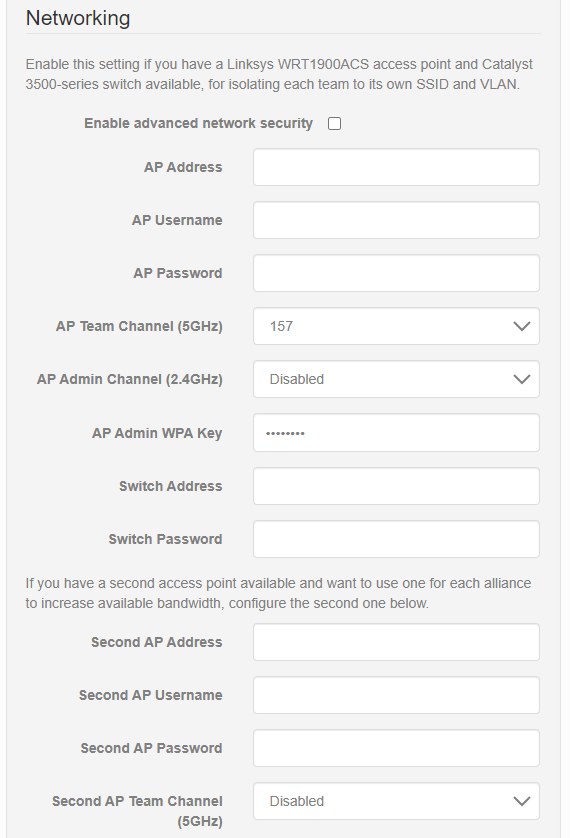 Networking
Enable this setting if you have a Linksys WRT1900ACS access point and Catalyst
3500-series switch available, for isolating each team to its own SSID and VLAN.
Enable advanced network security
AP Address
AP Username
AP Password
AP Team Channel (5GHz) 157
AP Admin Channel (2.4GHz) Disabled
AP Admin WPA Key ••••••••
Switch Address
Switch Password
If you have a second access point available and want to use one for each alliance
to increase available bandwidth, configure the second one below.
Second AP Address
Second AP Username
Second AP Password
Second AP Team Channel Disabled
(5GHz)